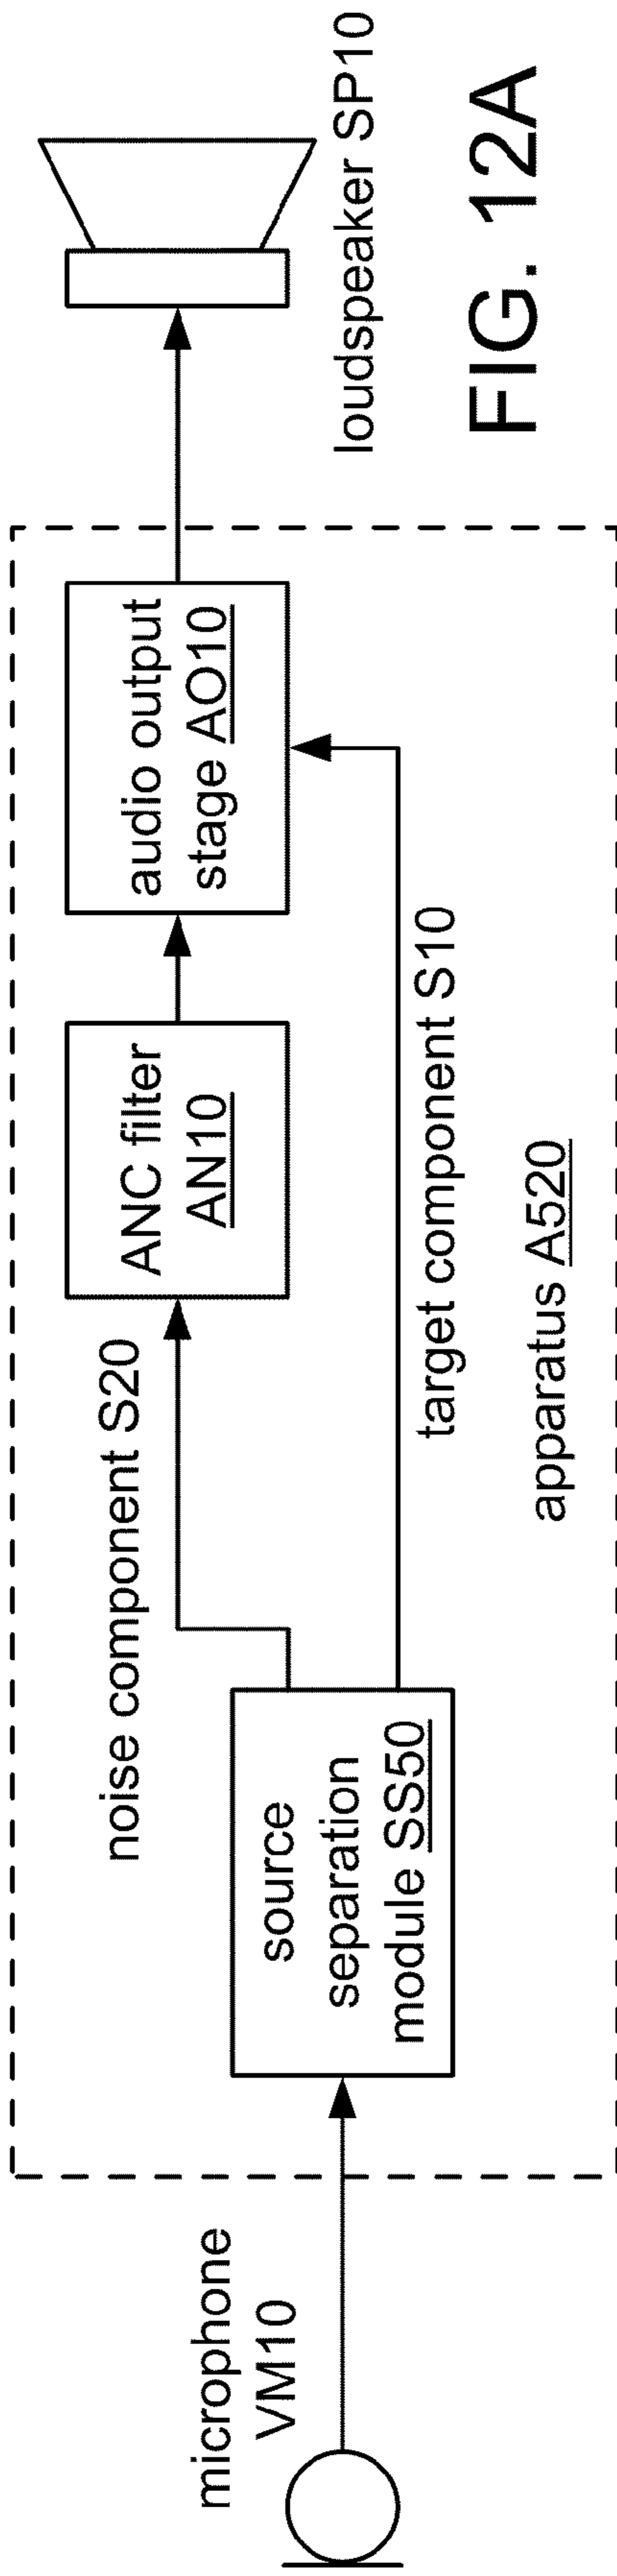 microphone
VM10
source
separation
module SS50
noise component S20
ANC filter
AN10
audio output
stage AO10
target component S10
apparatus A520
loudspeaker SP10
FIG. 12A